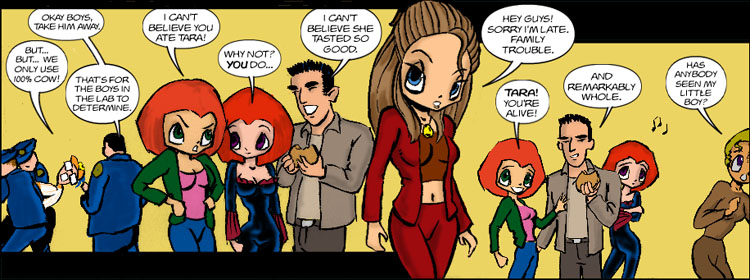 OKAY BOYS,
TAKE HIM AWAY.
BUT...
BUT... WE
ONLY USE
100% COW!
THAT'S FOR
THE BOYS IN
THE LAB TO
DETERMINE.
I CAN'T
BELIEVE YOU
ATE TARA!
WHY NOT?
YOU DO...
I CAN'T
BELIEVE SHE
TASTED SO
GOOD.
HEY GUYS!
SORRY I'M LATE.
FAMILY
TROUBLE.
TARA!
YOU'RE
ALIVE!
AND
REMARKABLY
WHOLE.
HAS
ANYBODY
SEEN MY
LITTLE
BOY?